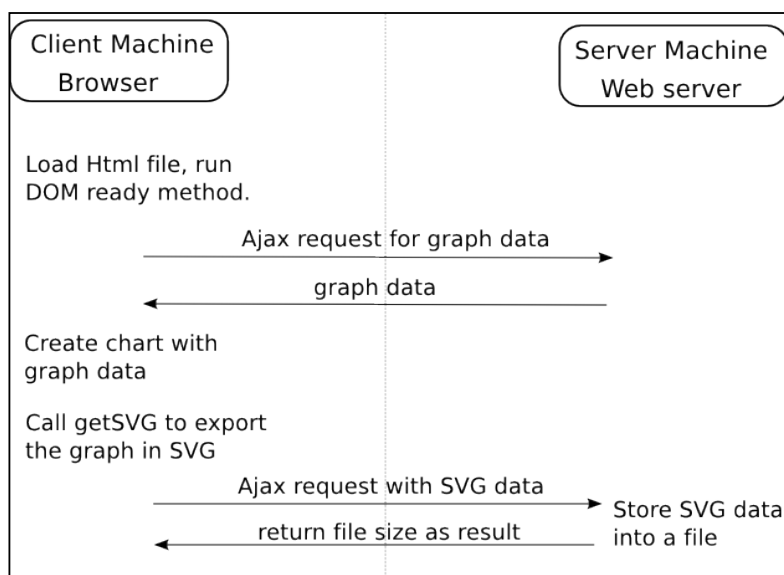 Client Machine
Browser
Server Machine
Web server
Load Html file, run
DOM ready method.
Ajax request for graph data
graph data
Create chart with
graph data
Call getSVG to export
the graph in SVG
Ajax request with SVG data
Store SVG data
into a file
return file size as result